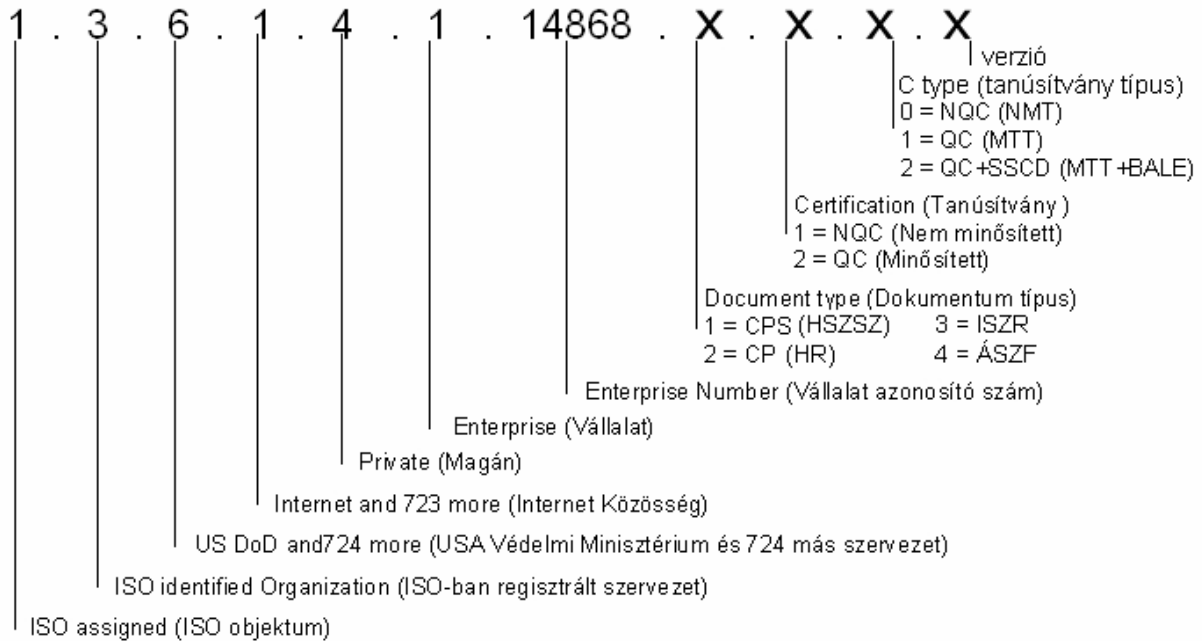 1 . 3 . 6 . 1 . 4 . 1 . 14868 . X . X . X . X
verzió
C type (tanúsítvány típus)
0 = NQC (NMT)
1 = QC (MTT)
2 = QC+SSCD (MTT+BALE)
Certification (Tanúsítvány )
1 = NQC (Nem minősített)
2 = QC (Minősített)
Document type (Dokumentum típus)
1 = CPS (HSZSZ) 3 = ISZR
2 = CP (HR) 4 = ÁSZF
Enterprise Number (Vállalat azonosító szám)
Enterprise (Vállalat)
Private (Magán)
Internet and 723 more (Internet Közösség)
US DoD and724 more (USA Védelmi Minisztérium és 724 más szervezet)
ISO identified Organization (ISO-ban regisztrált szervezet)
ISO assigned (ISO objektum)